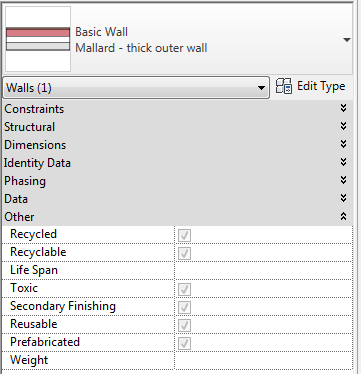 Basic Wall
Mallard - thick outer wall
Walls (1)
Edit Type
Constraints
Structural
Dimensions
Identity Data
Phasing
Data
Other
Recycled
Recyclable
Life Span
Toxic
Secondary Finishing
Reusable
Prefabricated
Weight